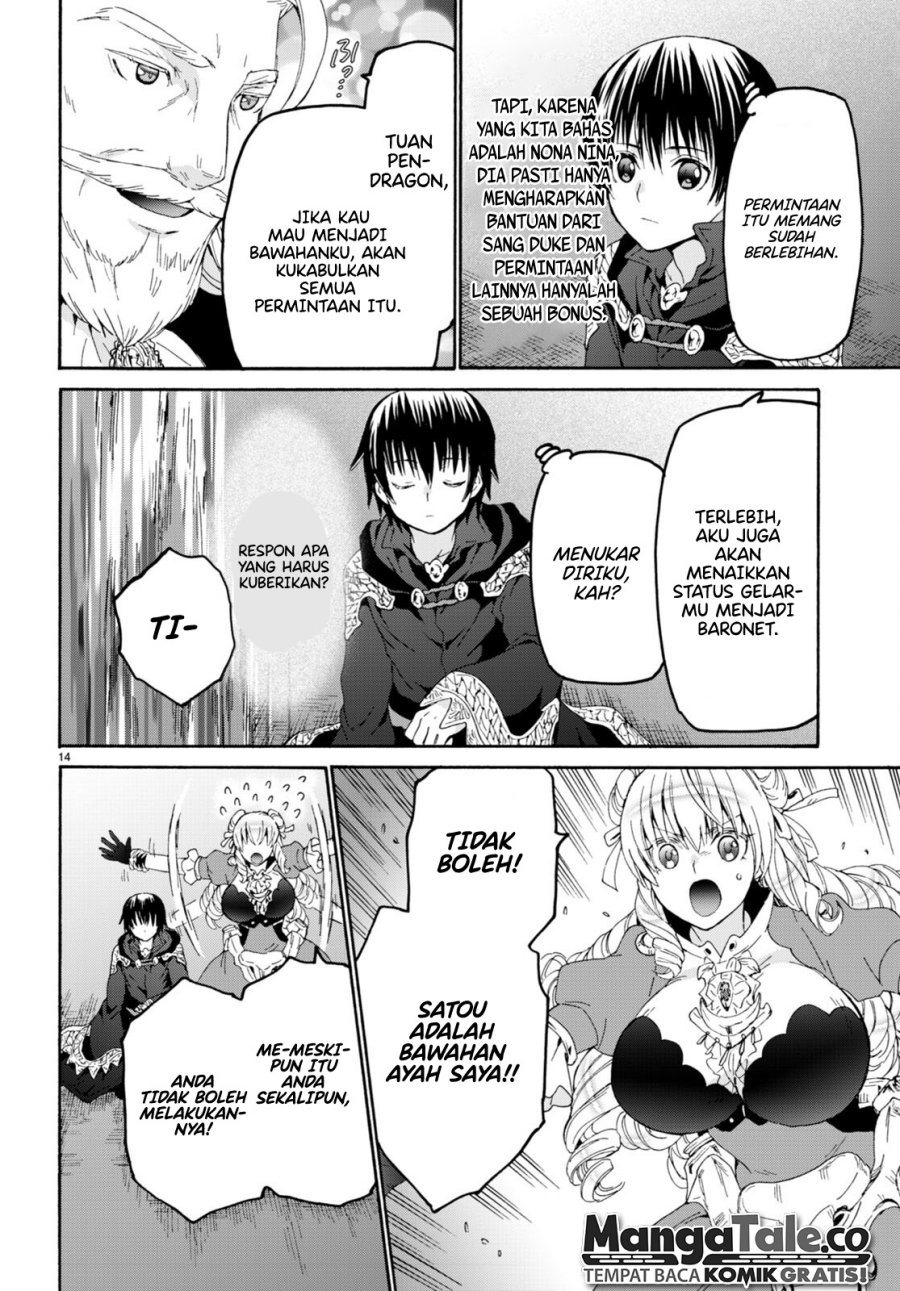 PERMINTAAN
ITU MEMANG
SUDAH
BERLEBIHAN.
TAPI, KARENA
YANG KITA BAHAS
ADALAH NONA NINA,
DIA PASTI HANYA
MENGHARAPKAN
BANTUAN DARI
SANG DUKE DAN
PERMINTAAN
LAINNYA HANYALAH
SEBUAH BONUS.
TUAN
PEN-
DRAGON,
JIKA KAU
MAU MENJADI
BAWAHANKU, AKAN
KUKABULKAN
SEMUA
PERMINTAAN ITU.
TERLEBIH,
AKU JUGA
AKAN
MENAIKKAN
STATUS GELAR-
MU MENJADI
BARONET.
MENUKAR
DIRIKU,
KAH?
RESPON APA
YANG HARUS
KUBERIKAN?
TI-
14
TIDAK
BOLEH!
SATOU
ADALAH
BAWAHAN
AYAH SAYA!!
ME-MESKI-
PUN ITU
ANDA
SEKALIPUN,
ANDA
TIDAK BOLEH
MELAKUKAN-
NYA!
MangaTale.co
TEMPAT BACA KOMIK GRATIS!